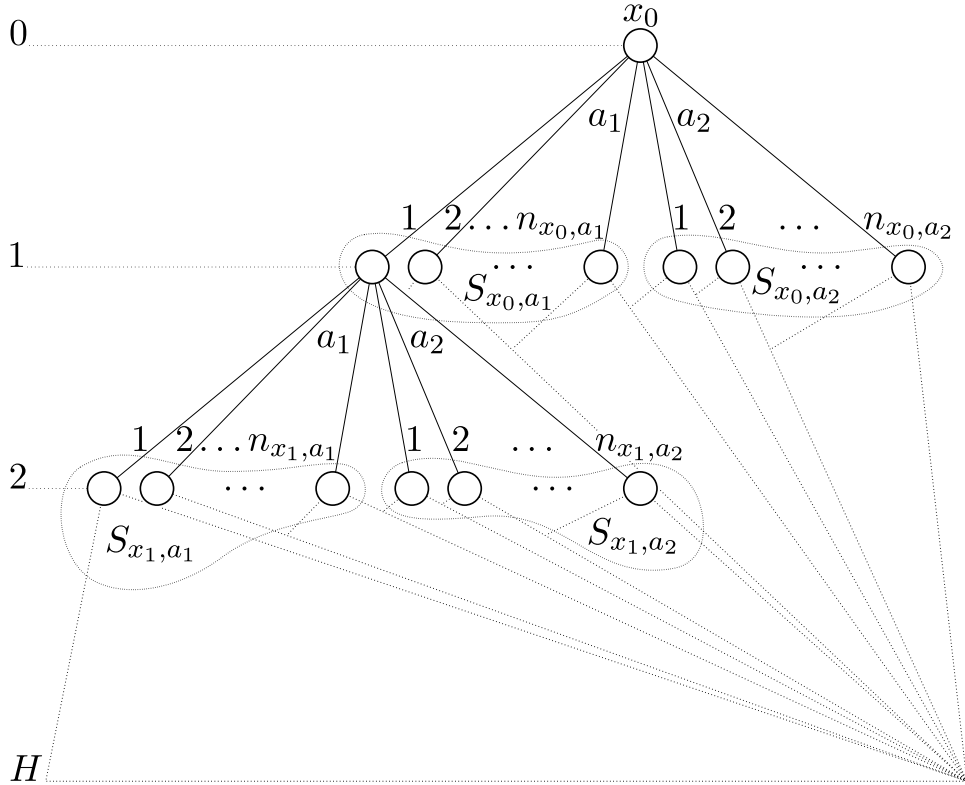 x_0
0
a_1 a_2
1 2 … n_{x_0,a_1} 1 2 … n_{x_0,a_2}
1
… S_{x_0,a_1} S_{x_0,a_2} …
a_1 a_2
1 2 … n_{x_1,a_1} 1 2 … n_{x_1,a_2}
2
… …
S_{x_1,a_1} S_{x_1,a_2}
H